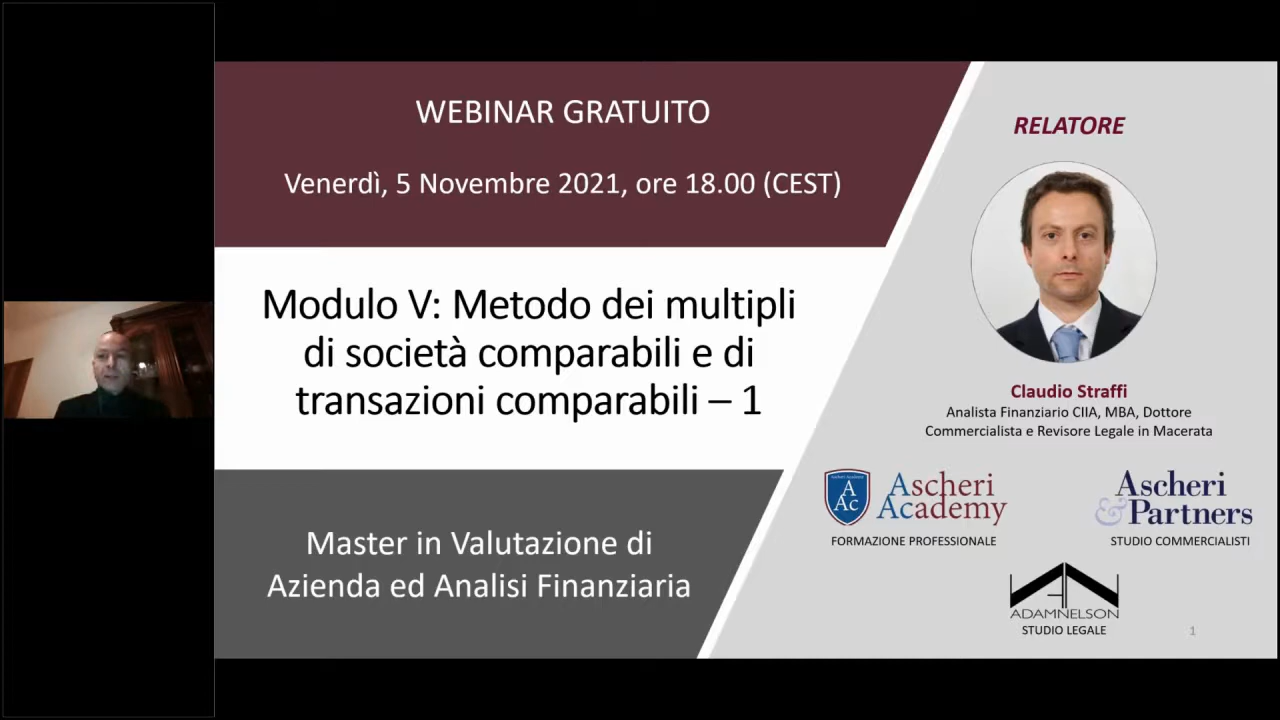 WEBINAR GRATUITO
Venerdì, 5 Novembre 2021, ore 18.00 (CEST)
Modulo V: Metodo dei multipli
di società comparabili e di
transazioni comparabili – 1
Master in Valutazione di
Azienda ed Analisi Finanziaria
RELATORE
Claudio Straffi
Analista Finanziario CIIA, MBA, Dottore
Commercialista e Revisore Legale in Macerata
A
Ac
Ascheri
Academy
FORMAZIONE PROFESSIONALE
Ascheri
& Partners
STUDIO COMMERCIALISTI
ADAMNELSON
STUDIO LEGALE
1